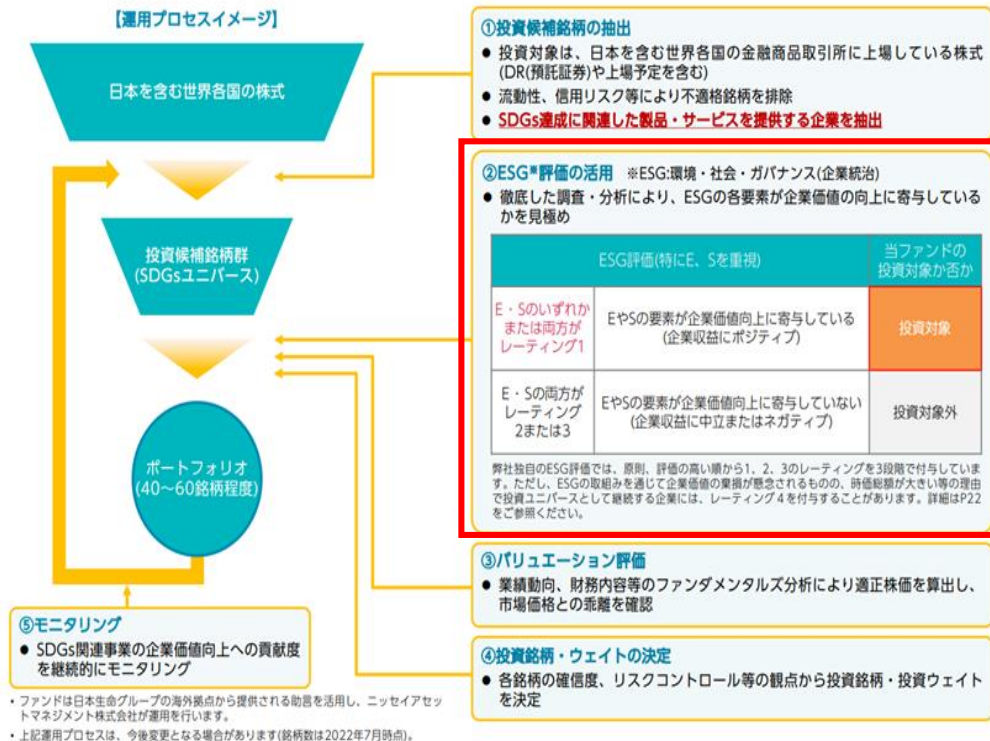 【運用プロセスイメージ】
日本を含む世界各国の株式
投資候補銘柄群
(SDGsユニバース)
ポートフォリオ
(40～60銘柄程度)
①投資候補銘柄の抽出
● 投資対象は、日本を含む世界各国の金融商品取引所に上場している株式
(DR(預託証券)や上場予定を含む)
● 流動性、信用リスク等により不適格銘柄を排除
● SDGs達成に関連した製品・サービスを提供する企業を抽出
②ESG※評価の活用 ※ESG:環境・社会・ガバナンス(企業統治)
● 徹底した調査・分析により、ESGの各要素が企業価値の向上に寄与している
かを見極め
ESG評価(特にE、Sを重視)
当ファンドの
投資対象か否か
E・Sのいずれか
または両方が
レーティング1
EやSの要素が企業価値向上に寄与している
(企業収益にポジティブ)
投資対象
E・Sの両方が
レーティング
2または3
EやSの要素が企業価値向上に寄与していない
(企業収益に中立またはネガティブ)
投資対象外
弊社独自のESG評価では、原則、評価の高い順から1、2、3のレーティングを3段階で付与していま
す。ただし、ESGの取組みを通じて企業価値の毀損が懸念されるものの、時価総額が大きい等の理由
で投資ユニバースとして継続する企業には、レーティング4を付与することがあります。詳細はP22
をご参照ください。
③バリュエーション評価
● 業績動向、財務内容等のファンダメンタルズ分析により適正株価を算出し、
市場価格との乖離を確認
④投資銘柄・ウェイトの決定
● 各銘柄の確信度、リスクコントロール等の観点から投資銘柄・投資ウェイト
を決定
⑤モニタリング
● SDGs関連事業の企業価値向上への貢献度
を継続的にモニタリング
・ファンドは日本生命グループの海外拠点から提供される助言を活用し、ニッセイアセッ
トマネジメント株式会社が運用を行います。
・上記運用プロセスは、今後変更となる場合があります(銘柄数は2022年7月時点)。